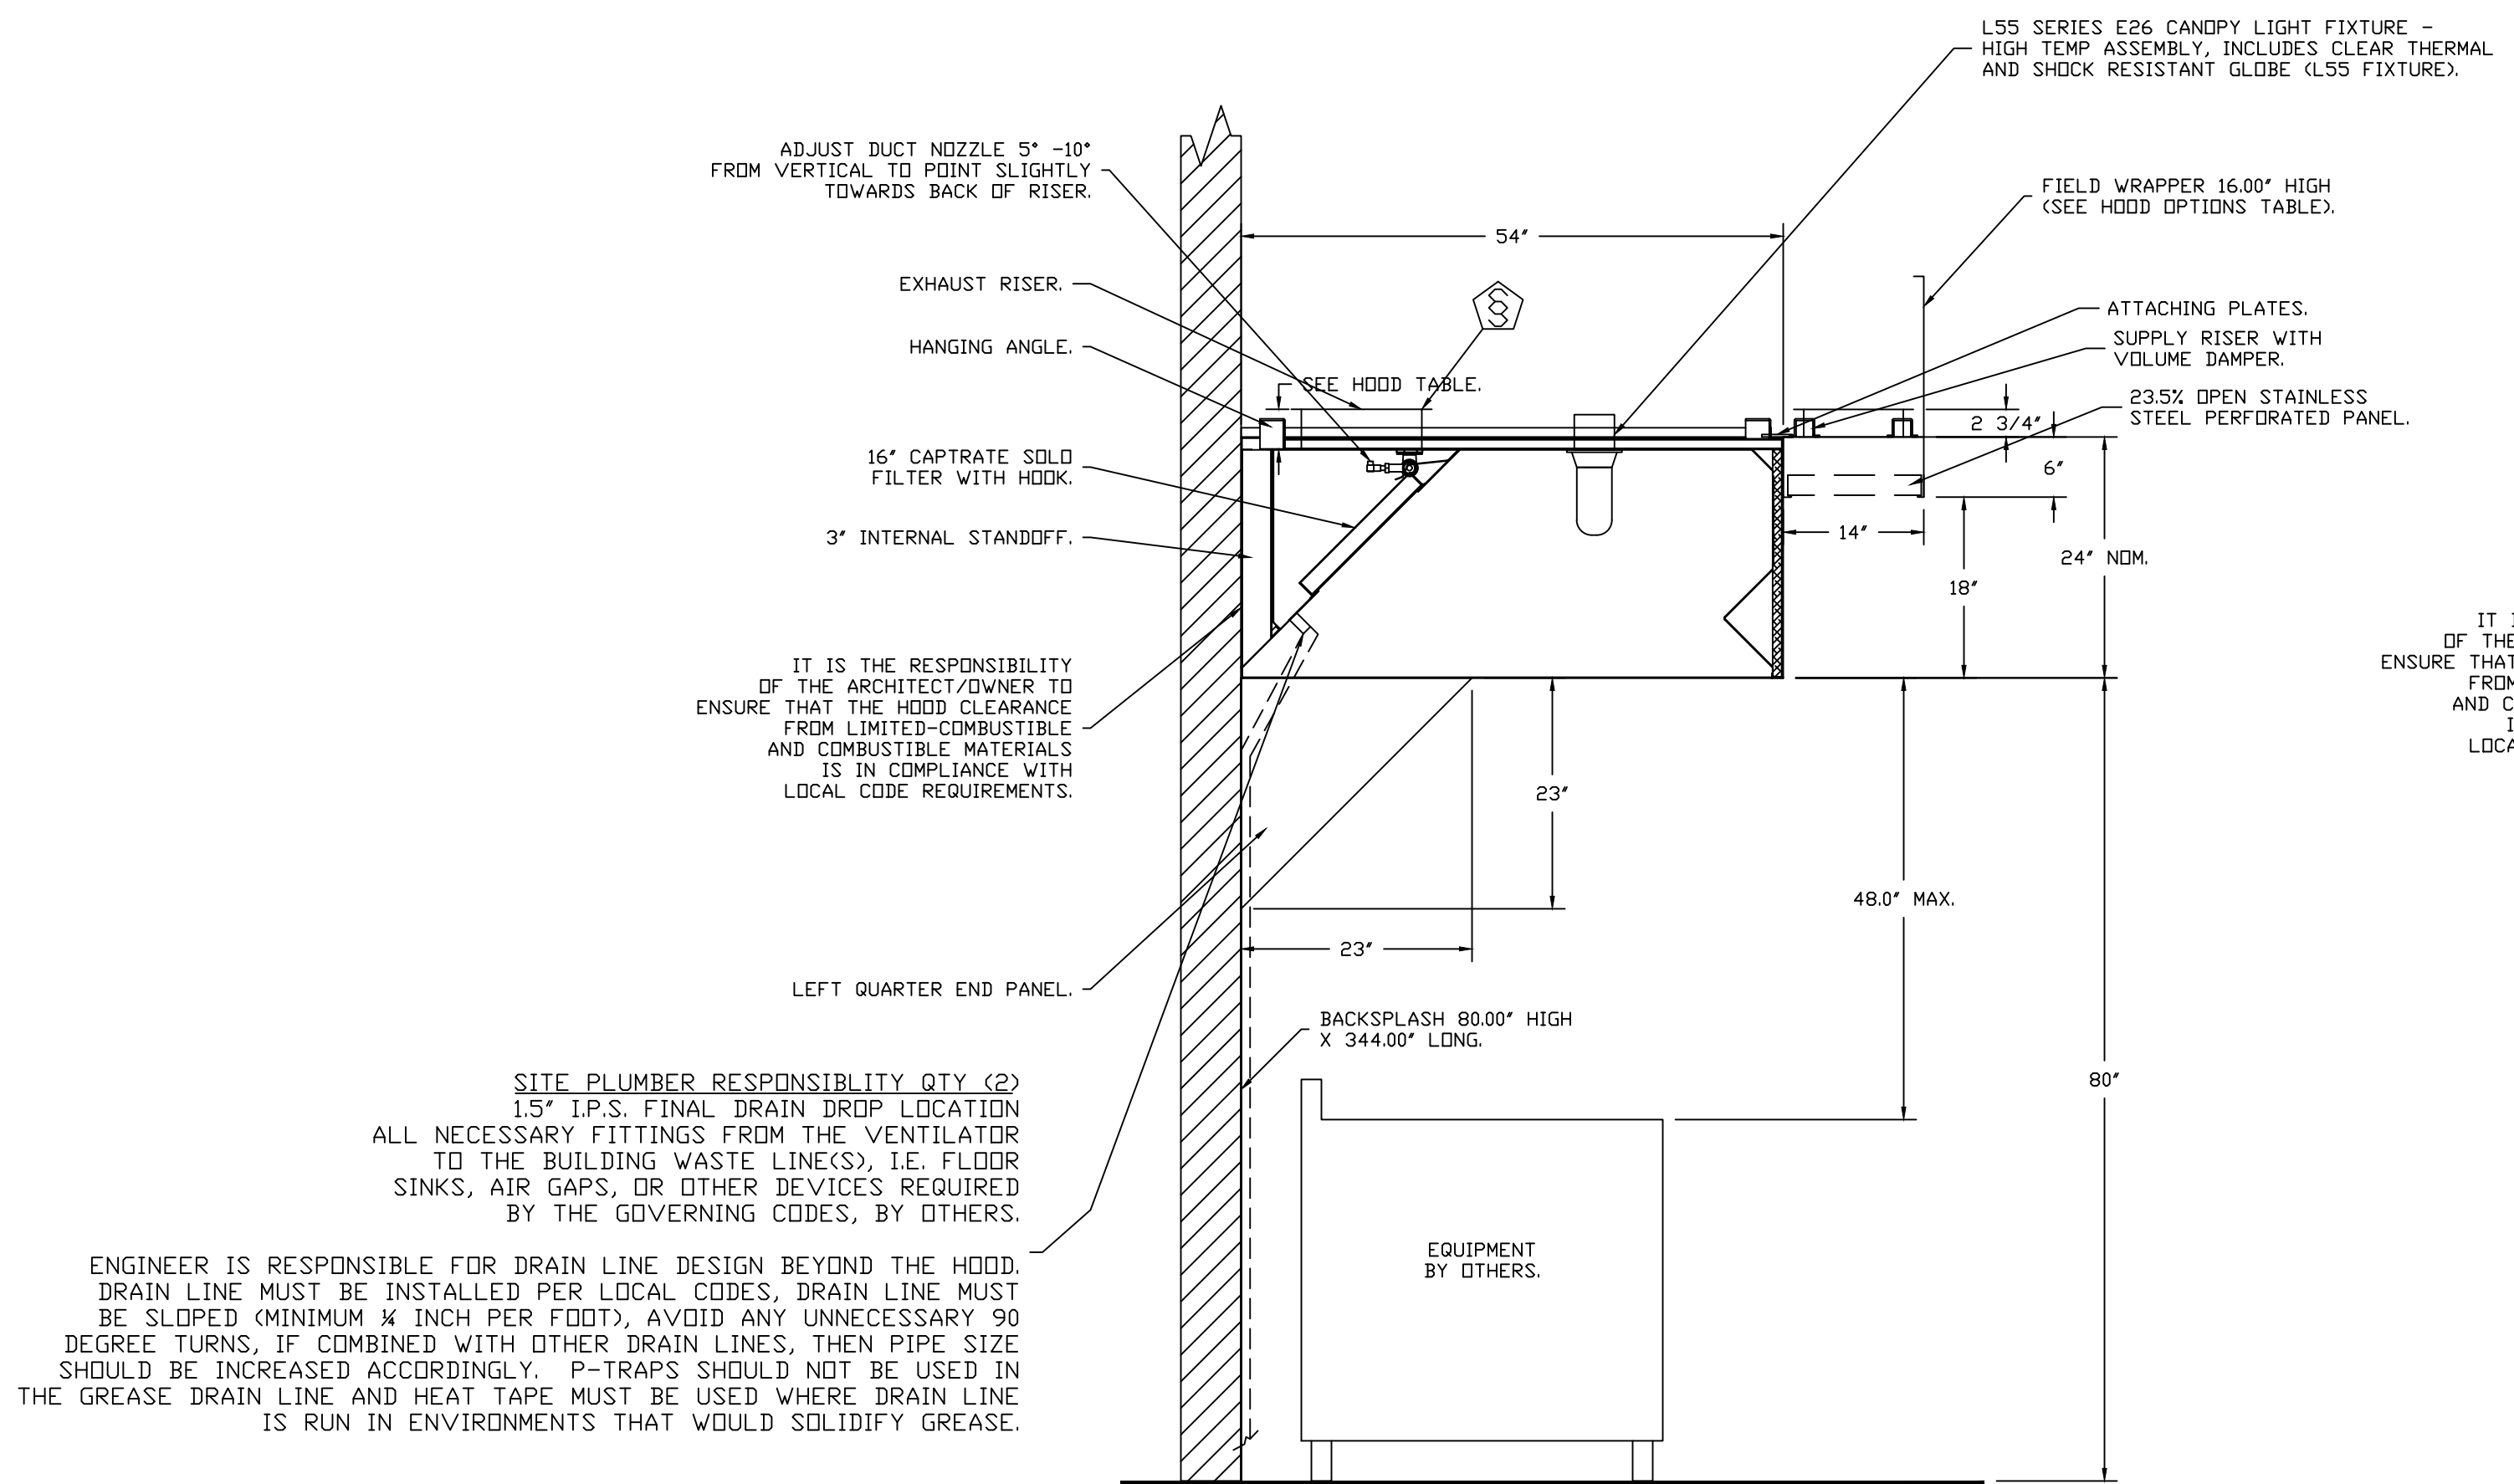 L55 SERIES E26 CANOPY LIGHT FIXTURE -
HIGH TEMP ASSEMBLY, INCLUDES CLEAR THERMAL
AND SHOCK RESISTANT GLOBE (L55 FIXTURE).
ADJUST DUCT NOZZLE 5° -10°
FROM VERTICAL TO POINT SLIGHTLY
TOWARDS BACK OF RISER.
FIELD WRAPPER 16.00" HIGH
(SEE HOOD OPTIONS TABLE).
54"
EXHAUST RISER.
ATTACHING PLATES.
HANGING ANGLE.
SUPPLY RISER WITH
VOLUME DAMPER.
SEE HOOD TABLE.
23.5% OPEN STAINLESS
STEEL PERFORATED PANEL.
2 3/4"
16" CAPTRATE SOLO
FILTER WITH HOOK.
6"
3" INTERNAL STANDOFF.
14"
24" NOM.
18"
IT IS THE RESPONSIBILITY
OF THE ARCHITECT/OWNER TO
ENSURE THAT THE HOOD CLEARANCE
FROM LIMITED-COMBUSTIBLE
AND COMBUSTIBLE MATERIALS
IS IN COMPLIANCE WITH
LOCAL CODE REQUIREMENTS.
IT
OF THE
ENSURE THAT
23"
48.0" MAX.
23"
LEFT QUARTER END PANEL.
BACKSPLASH 80.00" HIGH
X 344.00" LONG.
80"
SITE PLUMBER RESPONSIBLITY QTY (2)
1.5" I.P.S. FINAL DRAIN DROP LOCATION
ALL NECESSARY FITTINGS FROM THE VENTILATOR
TO THE BUILDING WASTE LINE(S), I.E. FLOOR
SINKS, AIR GAPS, OR OTHER DEVICES REQUIRED
BY THE GOVERNING CODES, BY OTHERS.
ENGINEER IS RESPONSIBLE FOR DRAIN LINE DESIGN BEYOND THE HOOD.
DRAIN LINE MUST BE INSTALLED PER LOCAL CODES, DRAIN LINE MUST
BE SLOPED (MINIMUM ¼ INCH PER FOOT), AVOID ANY UNNECESSARY 90
DEGREE TURNS, IF COMBINED WITH OTHER DRAIN LINES, THEN PIPE SIZE
SHOULD BE INCREASED ACCORDINGLY. P-TRAPS SHOULD NOT BE USED IN
THE GREASE DRAIN LINE AND HEAT TAPE MUST BE USED WHERE DRAIN LINE
IS RUN IN ENVIRONMENTS THAT WOULD SOLIDIFY GREASE.
EQUIPMENT
BY OTHERS.